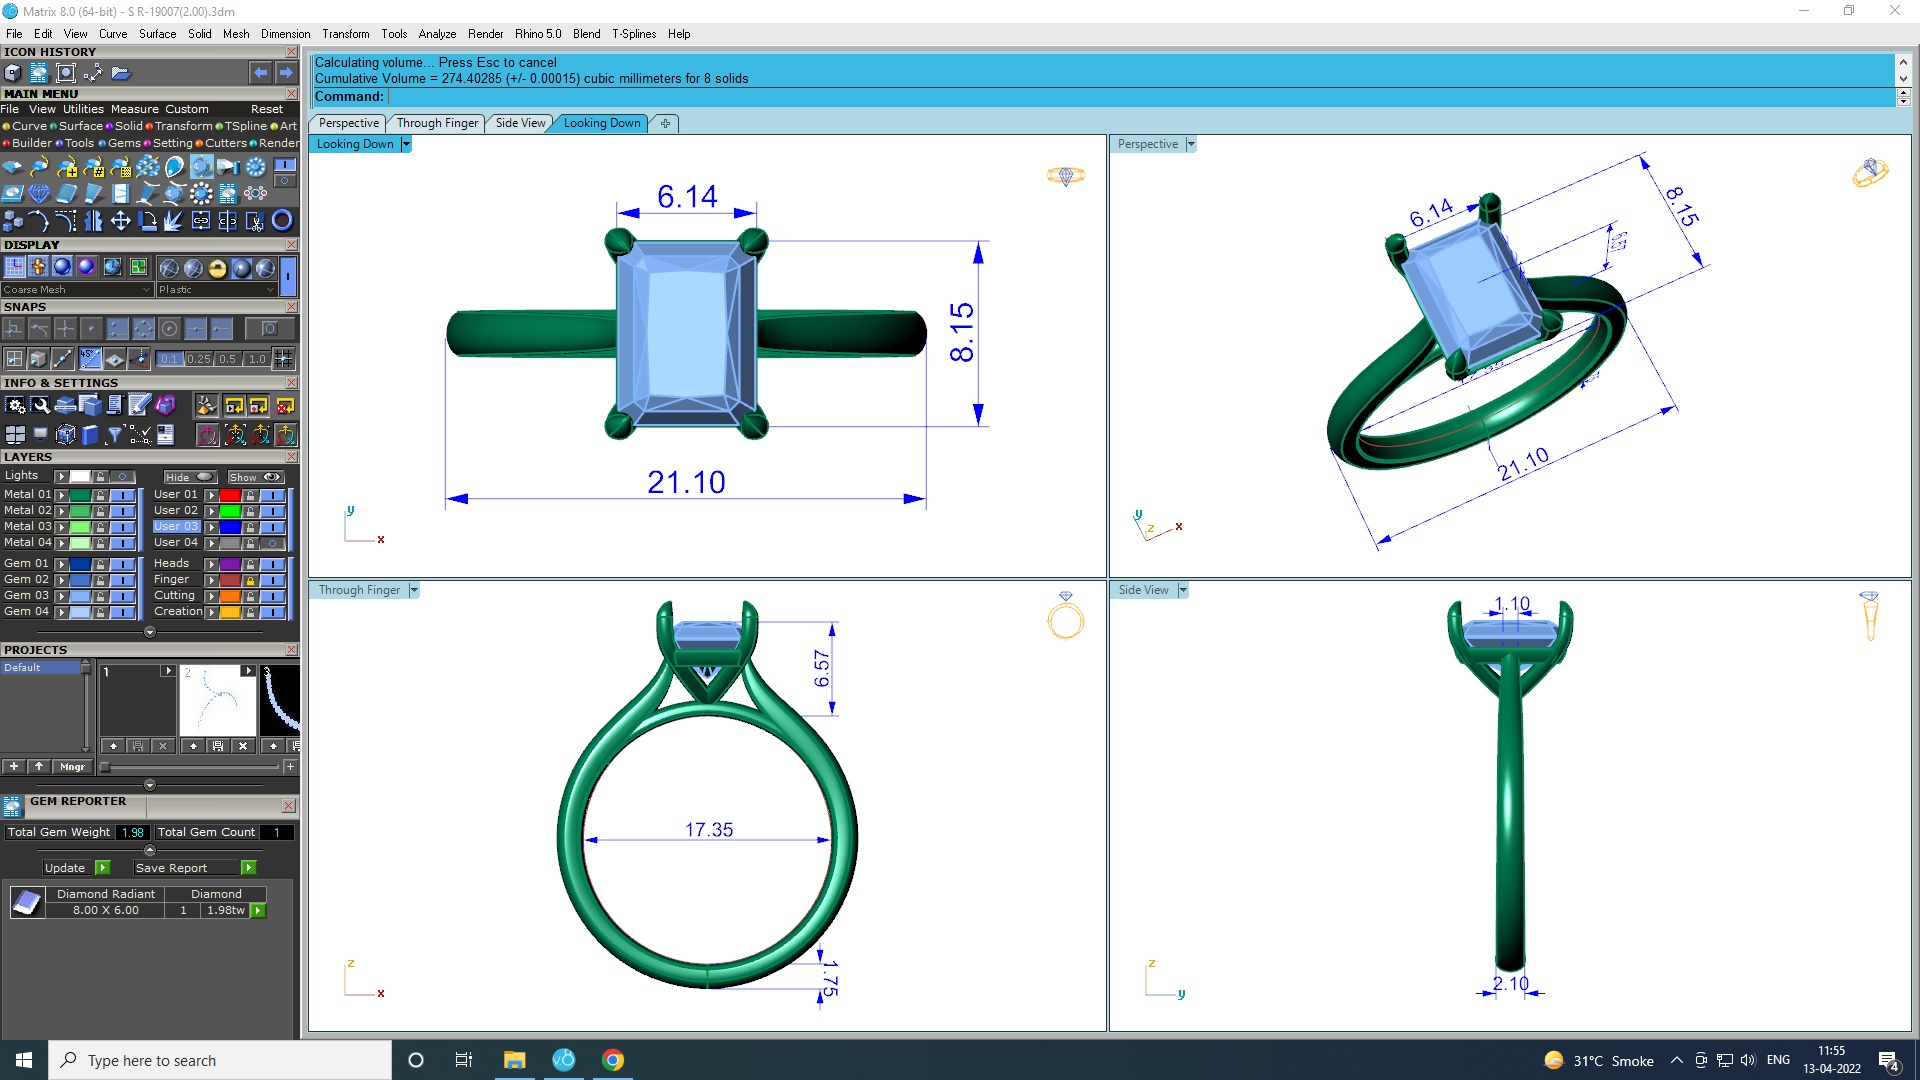 Matrix 8.0 (64-bit) - S R-19007(2.00).3dm
File Edit View Curve Surface Solid Mesh Dimension Transform Tools Analyze Render Rhino 5.0 Blend T-Splines Help
ICON HISTORY
MAIN MENU
File View Utilities Measure Custom Reset
Curve Surface Solid Transform TSpline Art
Builder Tools Gems Setting Cutters Render
DISPLAY
Coarse Mesh Plastic
SNAPS
45° 0.1 0.25 0.5 1.0
INFO & SETTINGS
LAYERS
Lights Hide Show
Metal 01 User 01
Metal 02 User 02
Metal 03 User 03
Metal 04 User 04
Gem 01 Heads
Gem 02 Finger
Gem 03 Cutting
Gem 04 Creation
PROJECTS
Default
1 2 3
Mngr
GEM REPORTER
Total Gem Weight 1.98 Total Gem Count 1
Update Save Report
Diamond Radiant Diamond
8.00 X 6.00 1 1.98tw
Calculating volume... Press Esc to cancel
Cumulative Volume = 274.40285 (+/- 0.00015) cubic millimeters for 8 solids
Command:
Perspective Through Finger Side View Looking Down
Looking Down
6.14
8.15
21.10
y
x
Perspective
6.14
8.15
21.10
y
z
x
Through Finger
6.57
17.35
1.75
z
x
Side View
1.10
2.10
z
y
Type here to search
31°C Smoke
ENG
11:55
13-04-2022
4